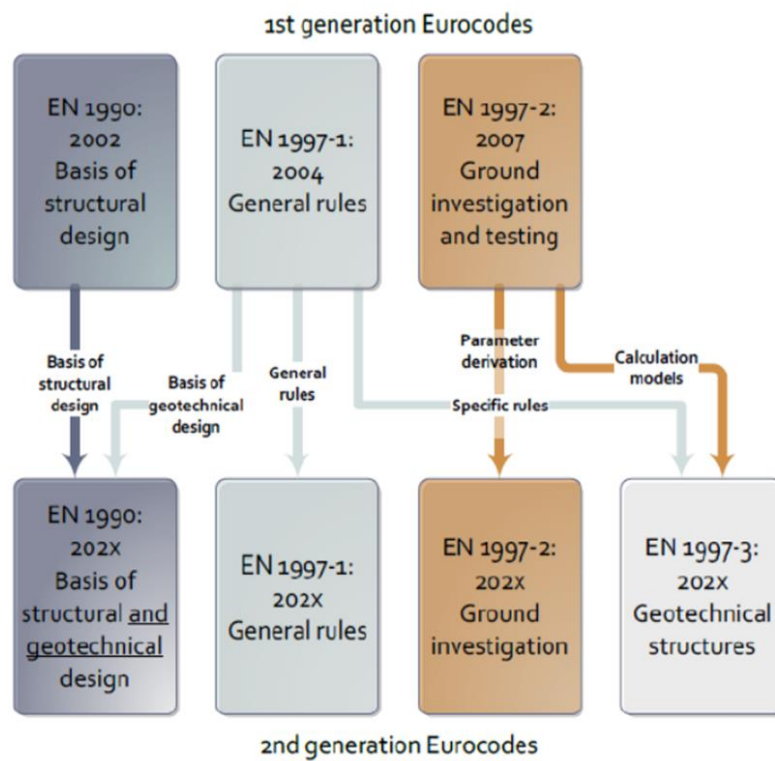 1st generation Eurocodes
EN 1990:
2002
Basis of
structural
design
EN 1997-1:
2004
General rules
EN 1997-2:
2007
Ground
investigation
and testing
Basis of
structural
design
Basis of
geotechnical
design
General
rules
Parameter
derivation
Specific rules
Calculation
models
EN 1990:
202X
Basis of
structural and
geotechnical
design
EN 1997-1:
202X
General rules
EN 1997-2:
202X
Ground
investigation
EN 1997-3:
202X
Geotechnical
structures
2nd generation Eurocodes